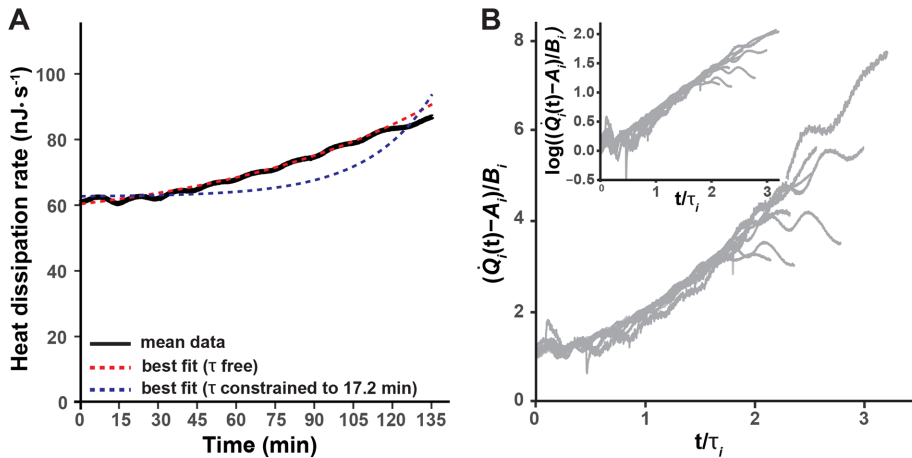 A
Heat dissipation rate (nJ· s⁻¹)
100
80
60
40
20
0
mean data
best fit (τ free)
best fit (τ constrained to 17.2 min)
0 15 30 45 60 75 90 105 120 135
Time (min)
B
(Q̇ᵢ(t)−Aᵢ)/Bᵢ
8
6
4
2
0
0 1 2 3
t/τᵢ
log((Q̇ᵢ(t)−Aᵢ)/Bᵢ)
2.0
1.5
1.0
0.5
0.0
−0.5
0 1 2 3
t/τᵢ